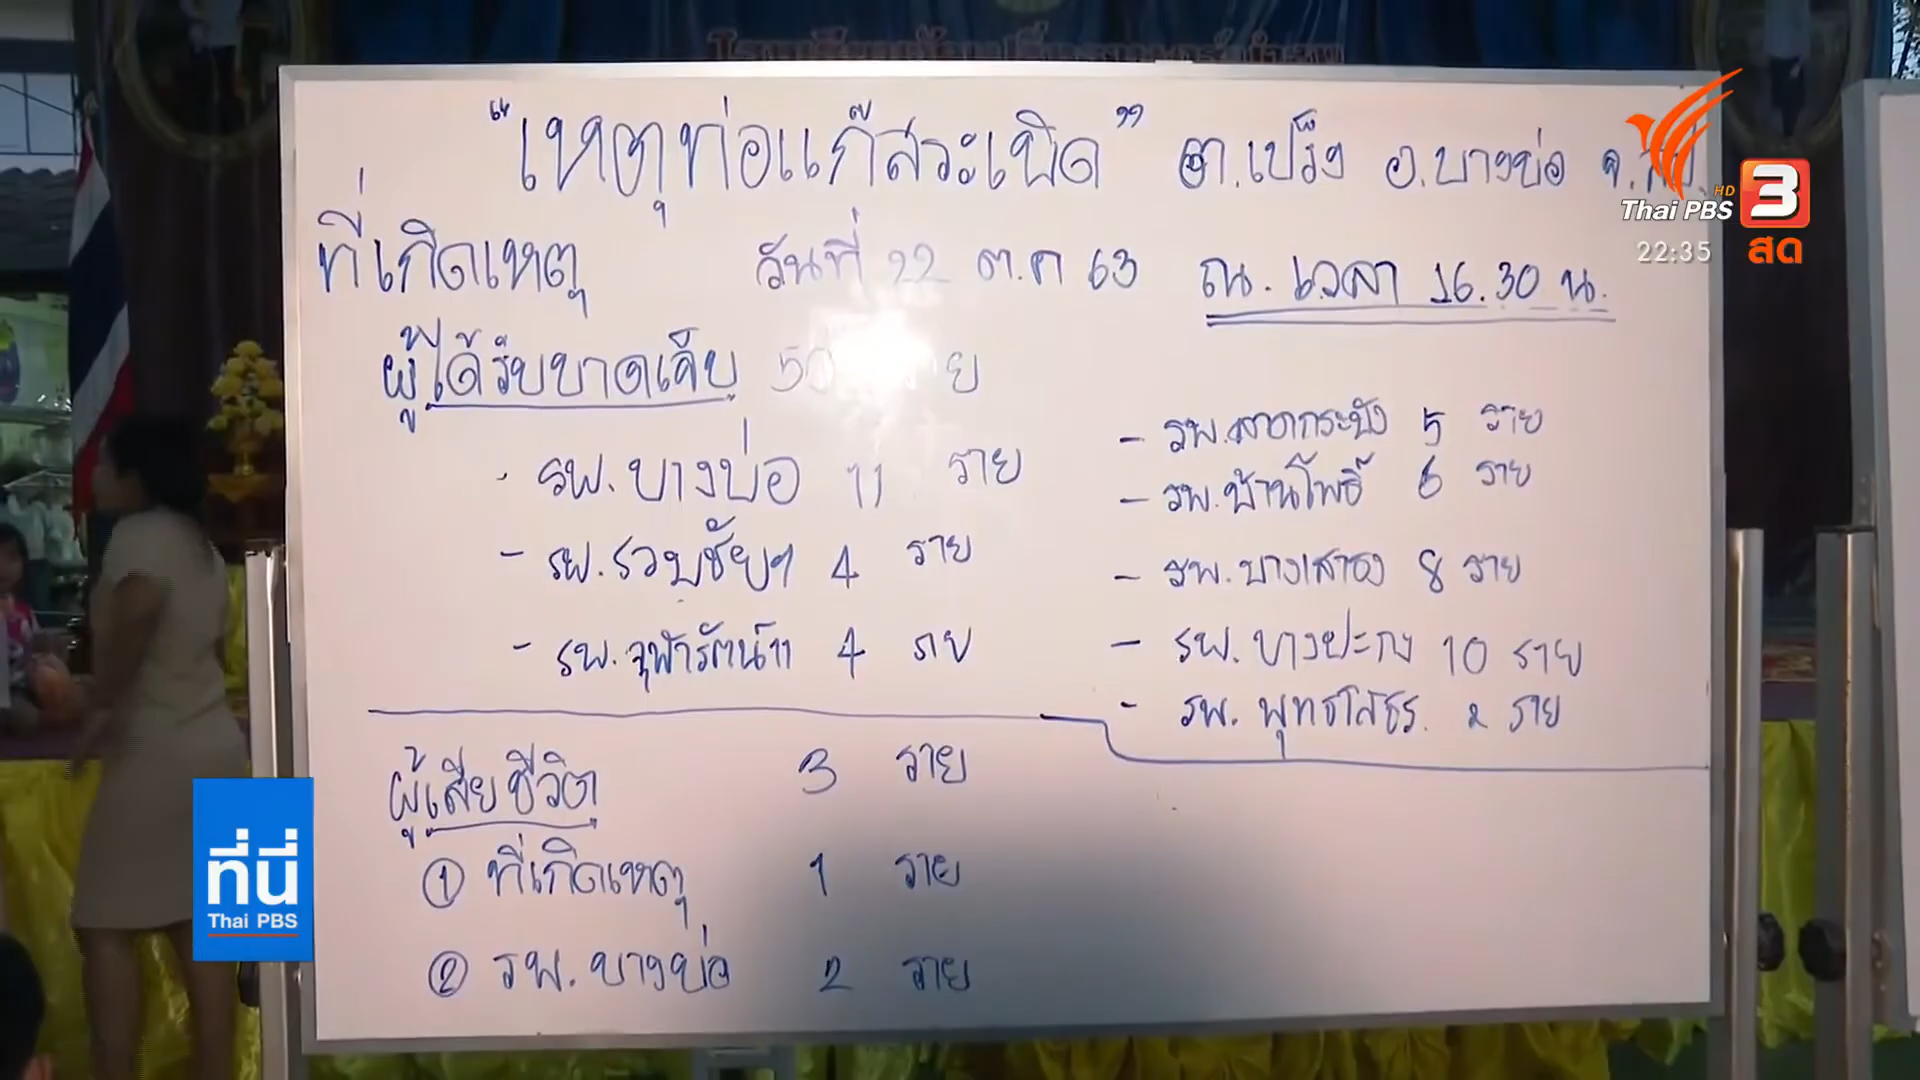 “เหตุท่อแก๊สระเบิด” ต.เปร็ง อ.บางบ่อ จ.สป.
ที่เกิดเหตุ วันที่ 22 ต.ค 63 ณ. เวลา 16.30 น.
ผู้ได้รับบาดเจ็บ 50 ราย
- รพ.บางบ่อ 11 ราย
- รพ.รวมชัยฯ 4 ราย
- รพ.จุฬารัตน์11 4 ราย
- รพ.ลาดกระบัง 5 ราย
- รพ.บ้านโพธิ์ 6 ราย
- รพ.บางเสาธง 8 ราย
- รพ.บางปะกง 10 ราย
- รพ. พุทธโสธร. 2 ราย
ผู้เสียชีวิต 3 ราย
① ที่เกิดเหตุ 1 ราย
② รพ.บางบ่อ 2 ราย
HD
Thai PBS 3
22:35 สด
ที่นี่
Thai PBS